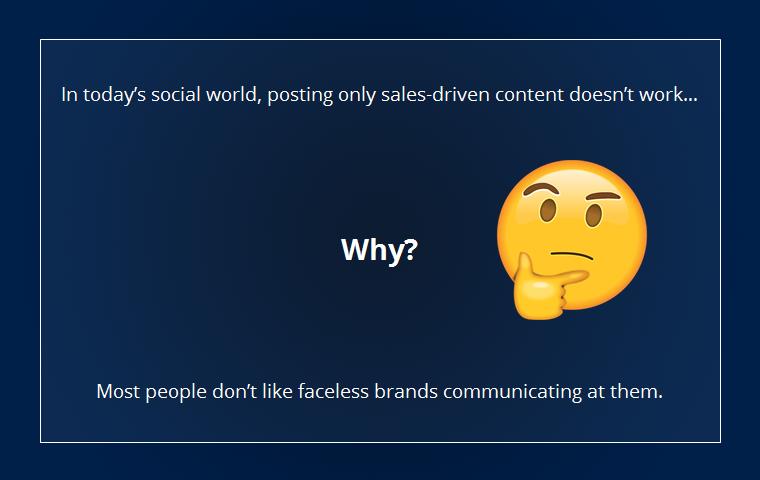 In today’s social world, posting only sales-driven content doesn’t work...
Why?
Most people don’t like faceless brands communicating at them.